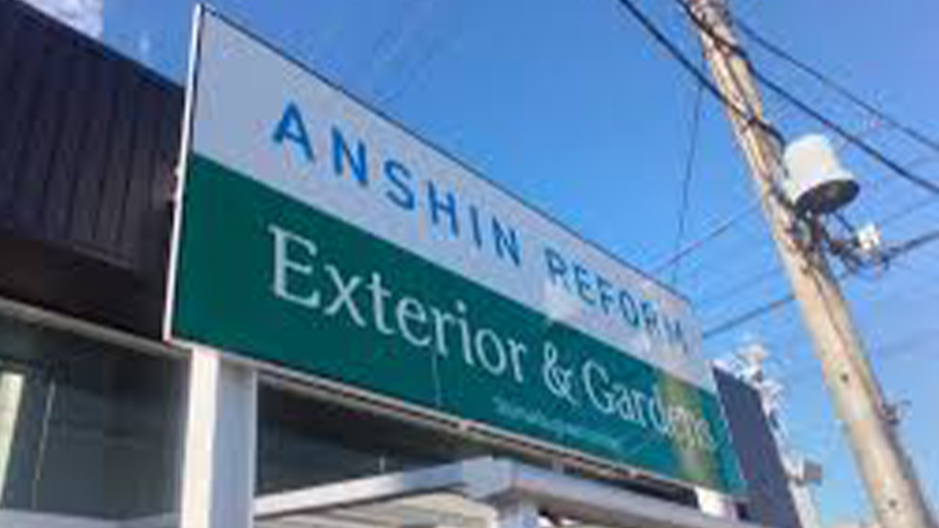 ANSHIN REFORM
Exterior & Gardens